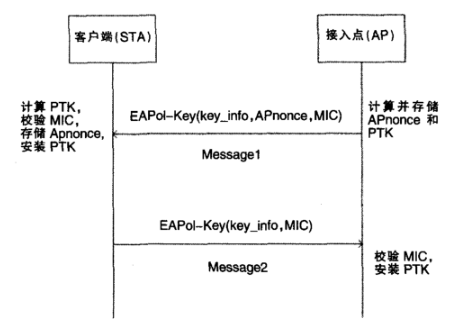 客户端(STA)
接入点(AP)
计算 PTK,
校验 MIC,
存储 Apnonce,
安装 PTK
EAPol-Key(key_info,APnonce,MIC)
Message1
计算并存储
APnonce 和
PTK
EAPol-Key(key_info,MIC)
Message2
校验 MIC,
安装 PTK